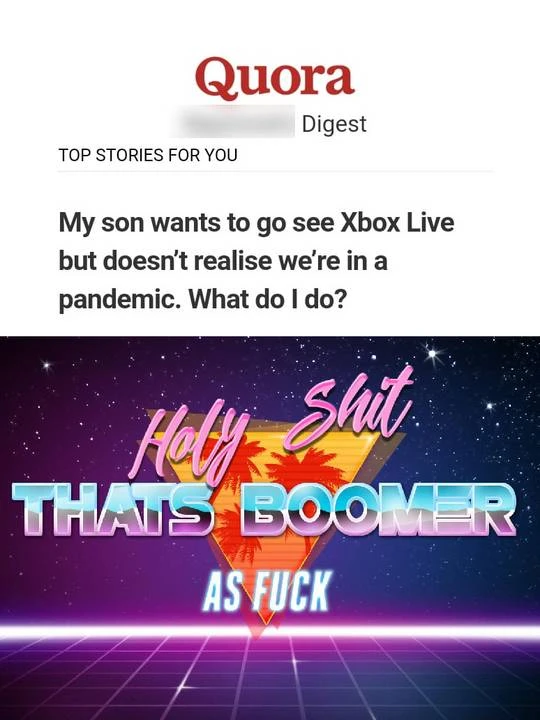 Quora
Digest
TOP STORIES FOR YOU
My son wants to go see Xbox Live
but doesn’t realise we’re in a
pandemic. What do I do?
Holy Shit
THATS BOOMER
AS FUCK